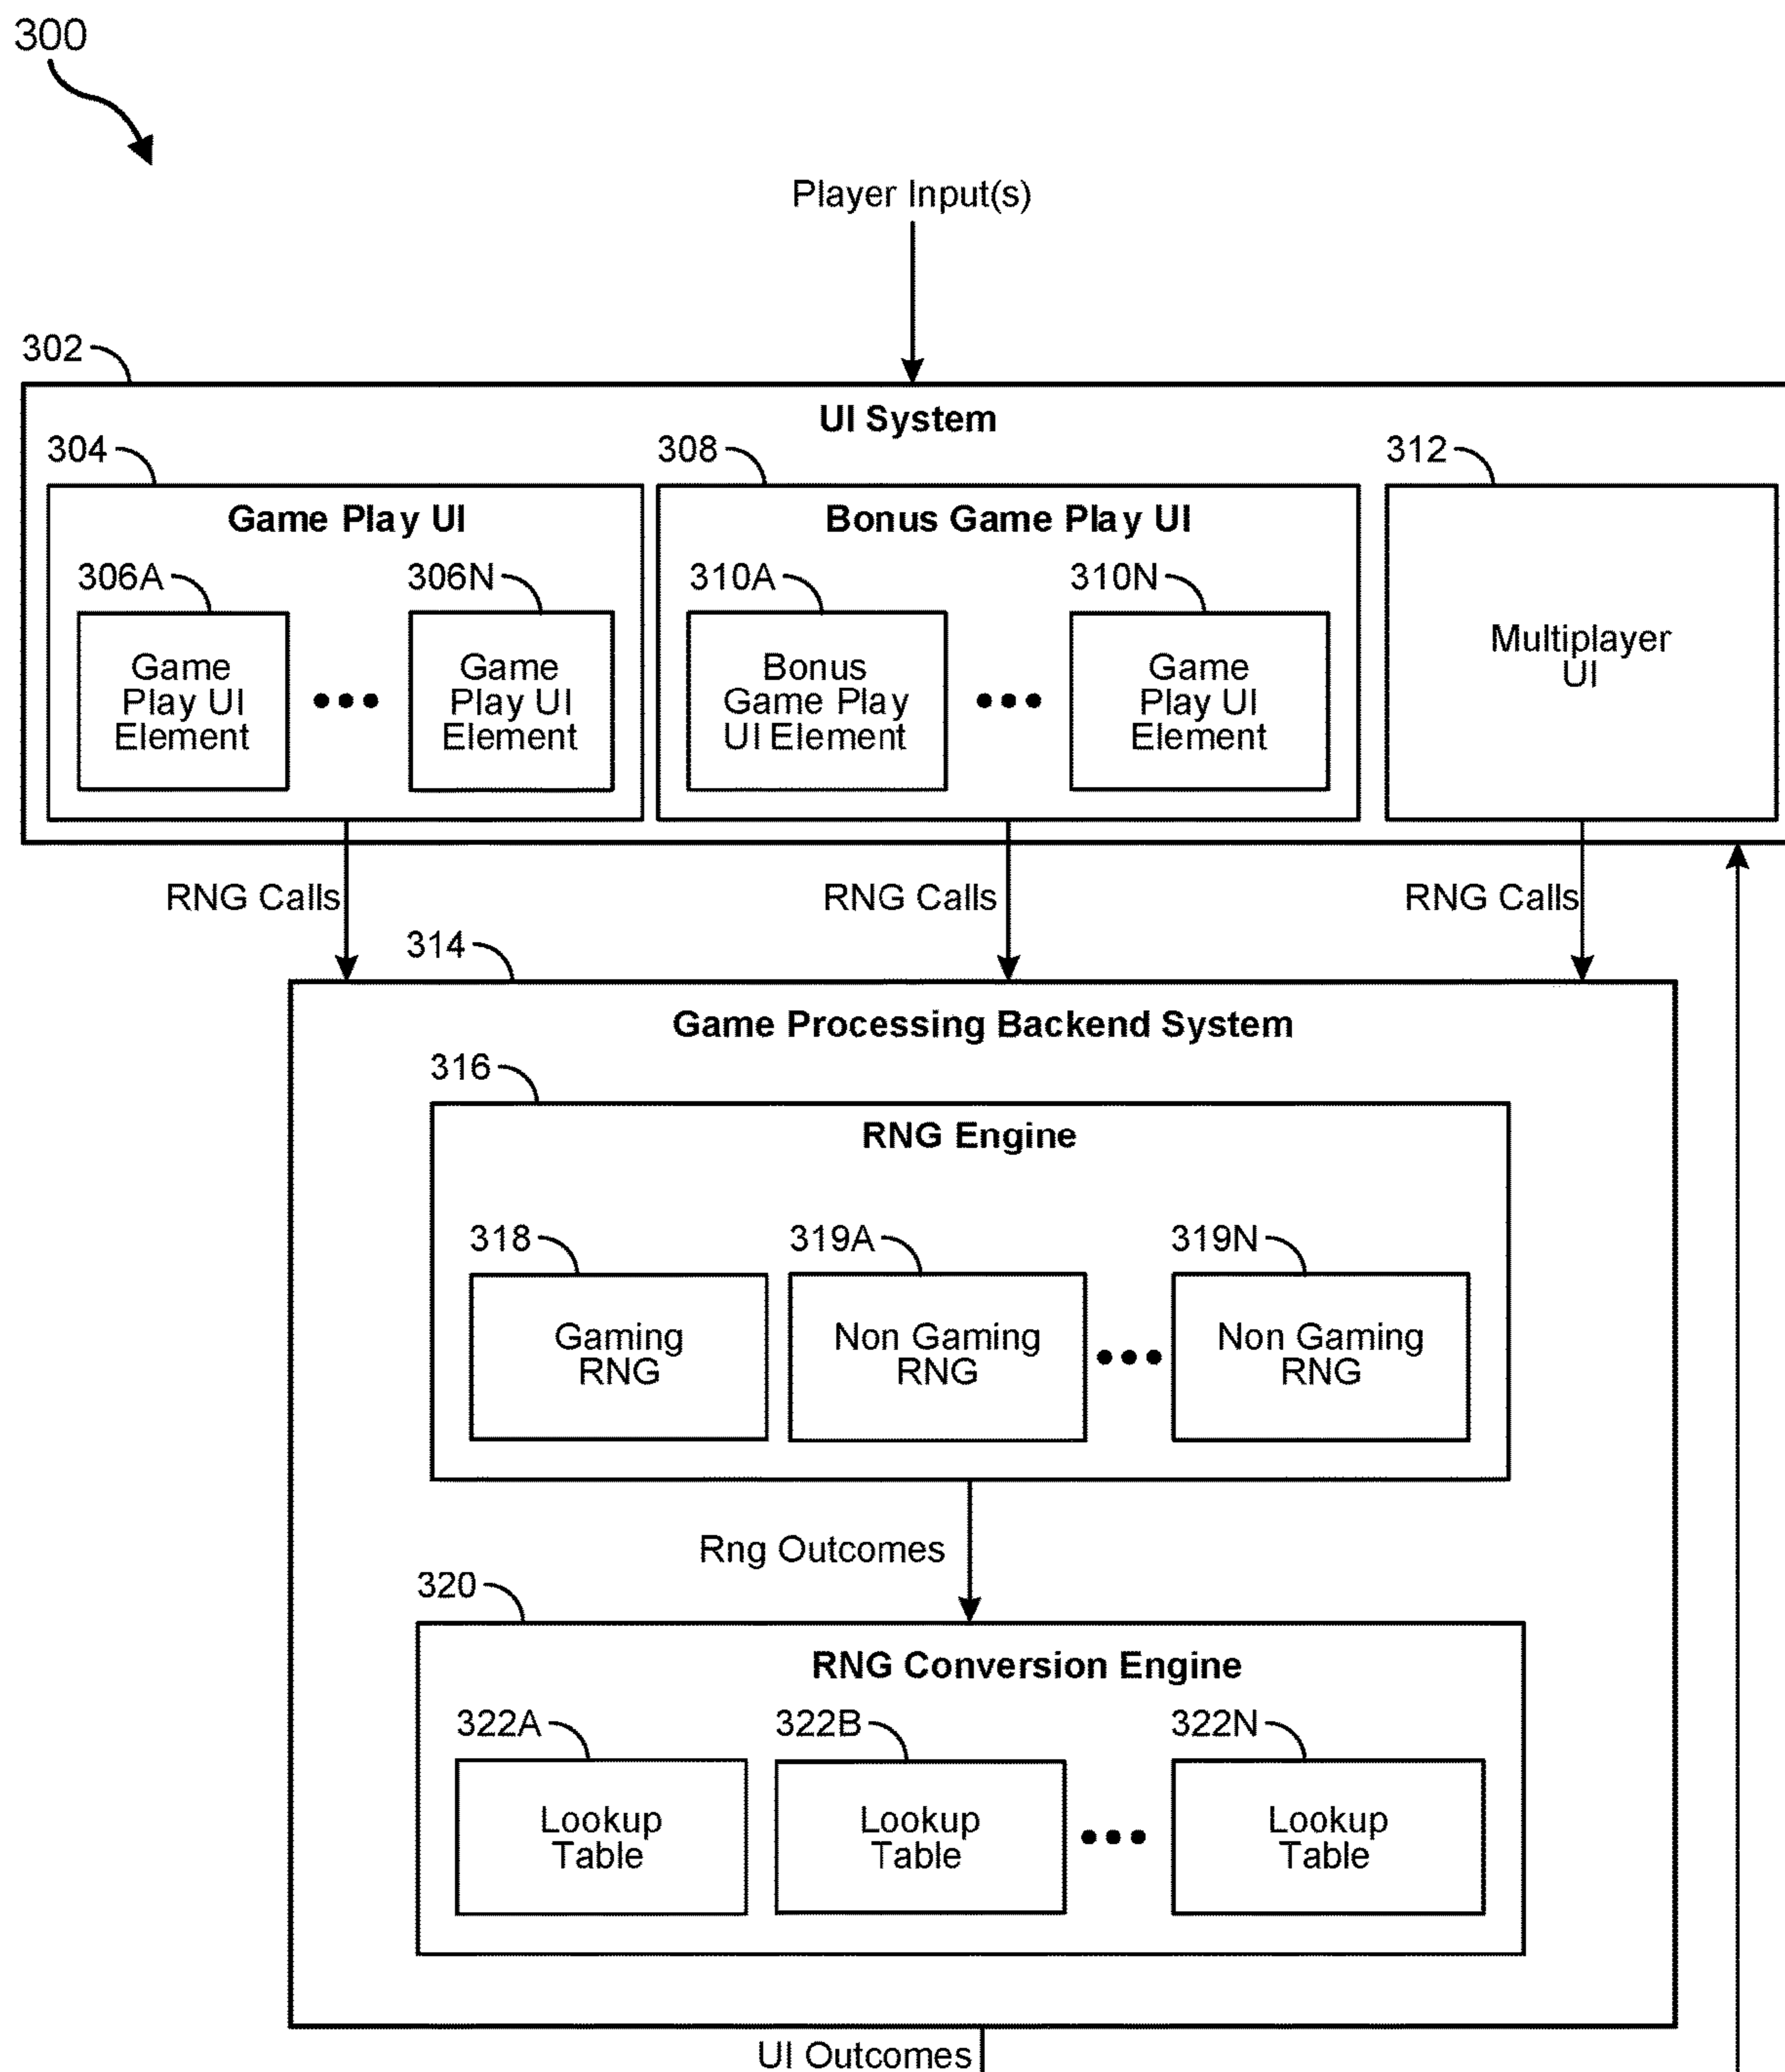 300
Player Input(s)
302
UI System
304
308
312
Game Play UI
Bonus Game Play UI
306A
306N
310A
310N
Game
Play UI
Element
Game
Play UI
Element
Bonus
Game Play
UI Element
Game
Play UI
Element
Multiplayer
UI
RNG Calls
RNG Calls
RNG Calls
314
Game Processing Backend System
316
RNG Engine
318
319A
319N
Gaming
RNG
Non Gaming
RNG
Non Gaming
RNG
Rng Outcomes
320
RNG Conversion Engine
322A
322B
322N
Lookup
Table
Lookup
Table
Lookup
Table
UI Outcomes